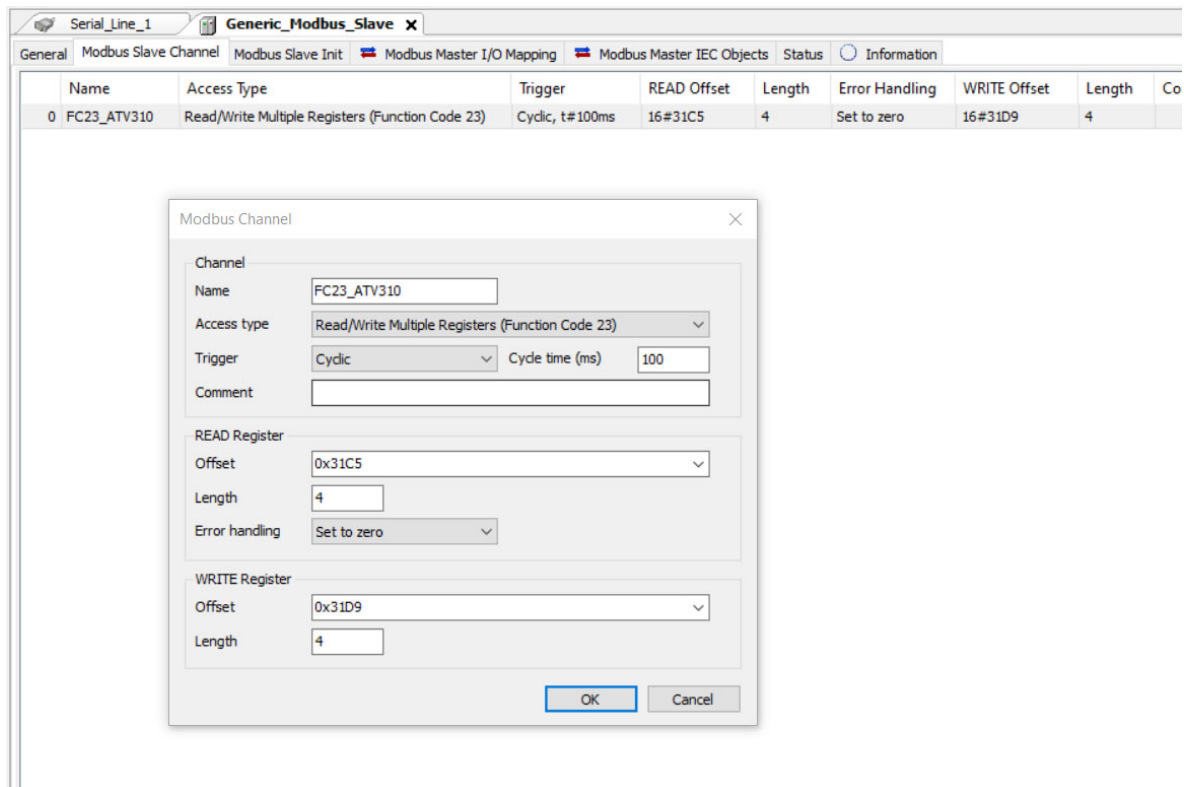 Serial_Line_1 Generic_Modbus_Slave X
General Modbus Slave Channel Modbus Slave Init Modbus Master I/O Mapping Modbus Master IEC Objects Status Information
Name Access Type Trigger READ Offset Length Error Handling WRITE Offset Length Co
0 FC23_ATV310 Read/Write Multiple Registers (Function Code 23) Cyclic, t#100ms 16#31C5 4 Set to zero 16#31D9 4
Modbus Channel
Channel
Name FC23_ATV310
Access type Read/Write Multiple Registers (Function Code 23)
Trigger Cyclic Cycle time (ms) 100
Comment
READ Register
Offset 0x31C5
Length 4
Error handling Set to zero
WRITE Register
Offset 0x31D9
Length 4
OK Cancel